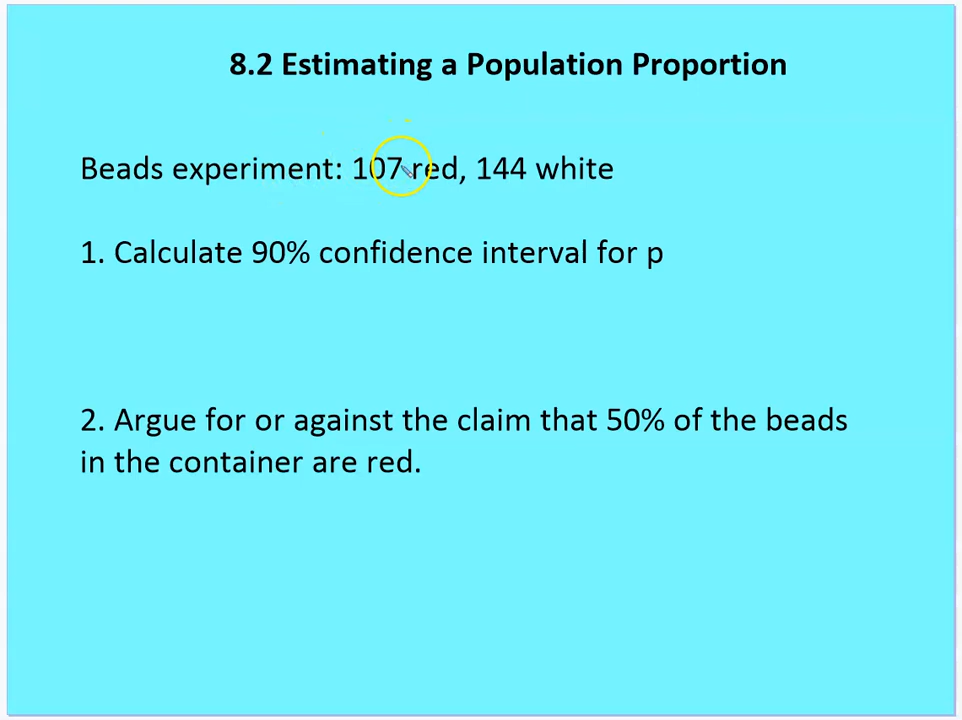 8.2 Estimating a Population Proportion
Beads experiment: 107 red, 144 white
1. Calculate 90% confidence interval for p
2. Argue for or against the claim that 50% of the beads
in the container are red.